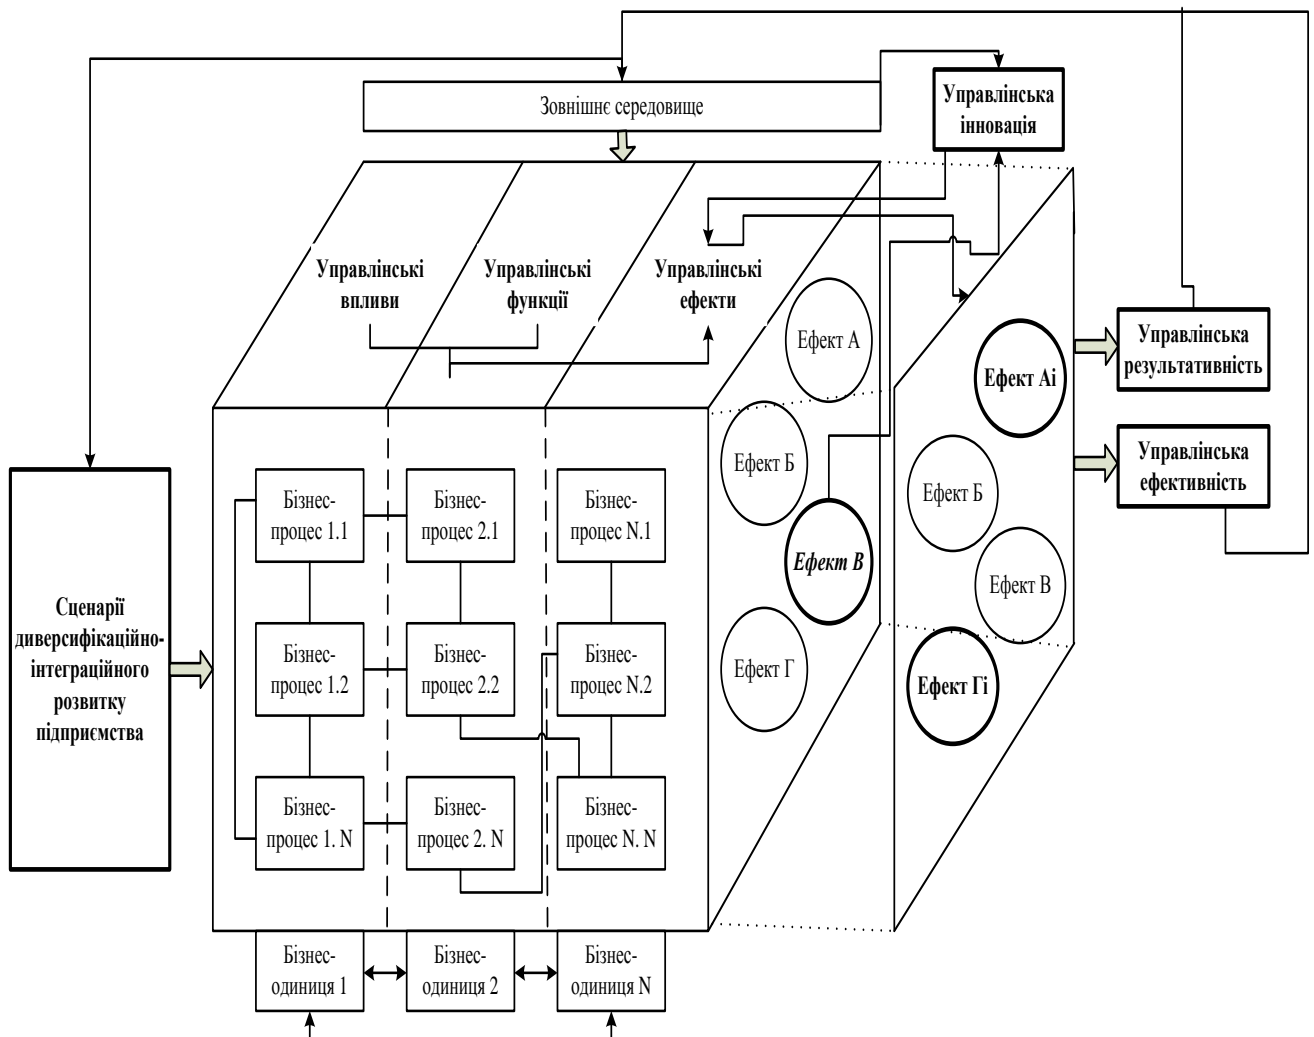 Зовнішнє середовище
Управлінська
інновація
Управлінські
впливи
Управлінські
функції
Управлінські
ефекти
Ефект А
Ефект Б
Ефект В
Ефект Г
Ефект Аі
Ефект Б
Ефект В
Ефект Гі
Управлінська
результативність
Управлінська
ефективність
Сценарії
диверсифікаційно-
інтеграційного
розвитку
підприємства
Бізнес-
процес 1.1
Бізнес-
процес 2.1
Бізнес-
процес N.1
Бізнес-
процес 1.2
Бізнес-
процес 2.2
Бізнес-
процес N.2
Бізнес-
процес 1. N
Бізнес-
процес 2. N
Бізнес-
процес N. N
Бізнес-
одиниця 1
Бізнес-
одиниця 2
Бізнес-
одиниця N